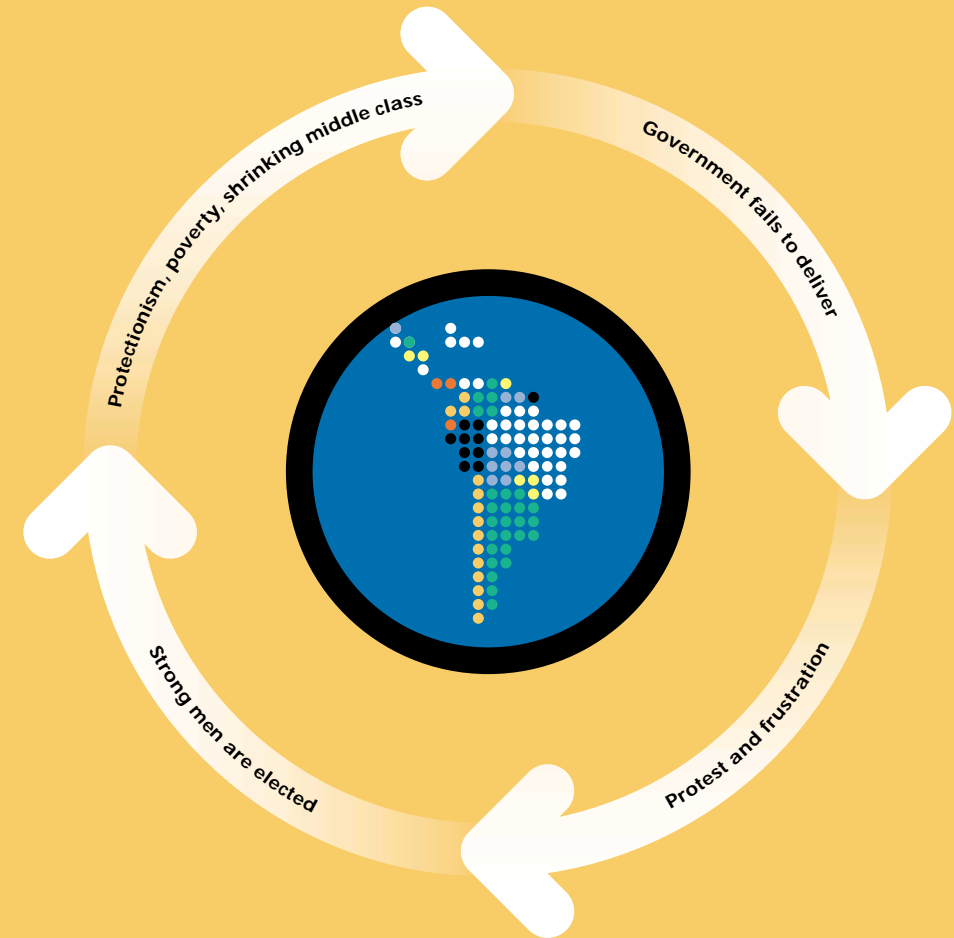 Protectionism, poverty, shrinking middle class
Government fails to deliver
Protest and frustration
Strong men are elected